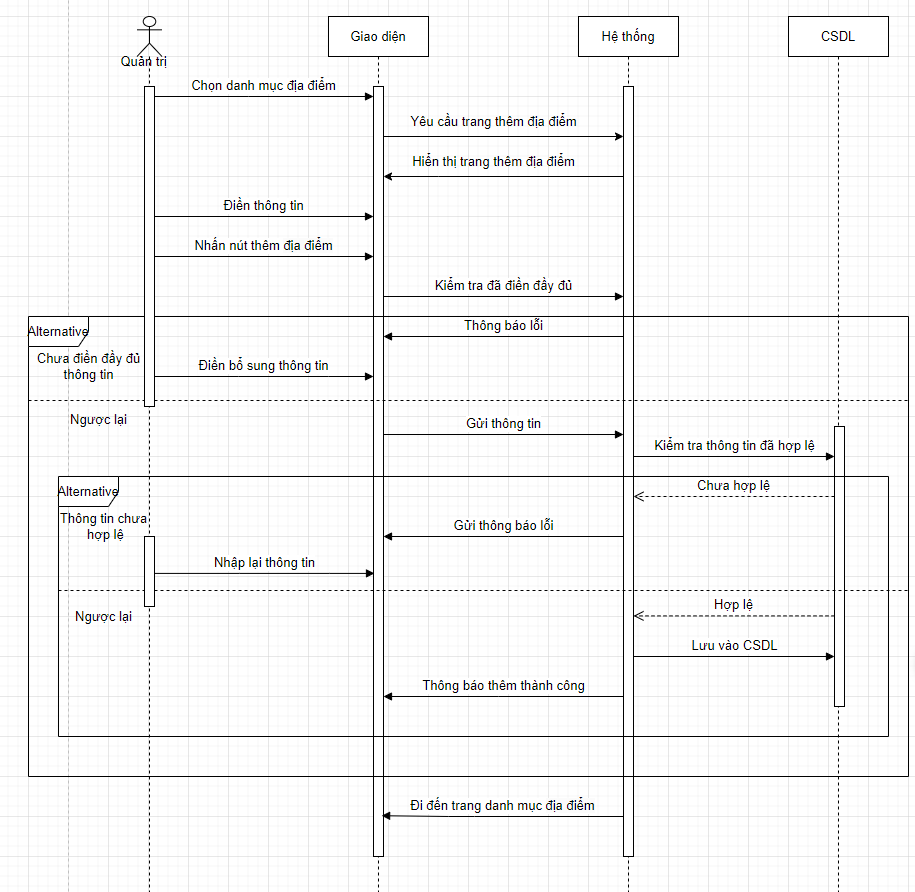 Quản trị
Giao diện
Hệ thống
CSDL
Chọn danh mục địa điểm
Yêu cầu trang thêm địa điểm
Hiển thị trang thêm địa điểm
Điền thông tin
Nhấn nút thêm địa điểm
Kiểm tra đã điền đầy đủ
Alternative
Thông báo lỗi
Chưa điền đầy đủ
thông tin
Điền bổ sung thông tin
Ngược lại
Gửi thông tin
Kiểm tra thông tin đã hợp lệ
Alternative
Chưa hợp lệ
Thông tin chưa
hợp lệ
Gửi thông báo lỗi
Nhập lại thông tin
Hợp lệ
Ngược lại
Lưu vào CSDL
Thông báo thêm thành công
Đi đến trang danh mục địa điểm